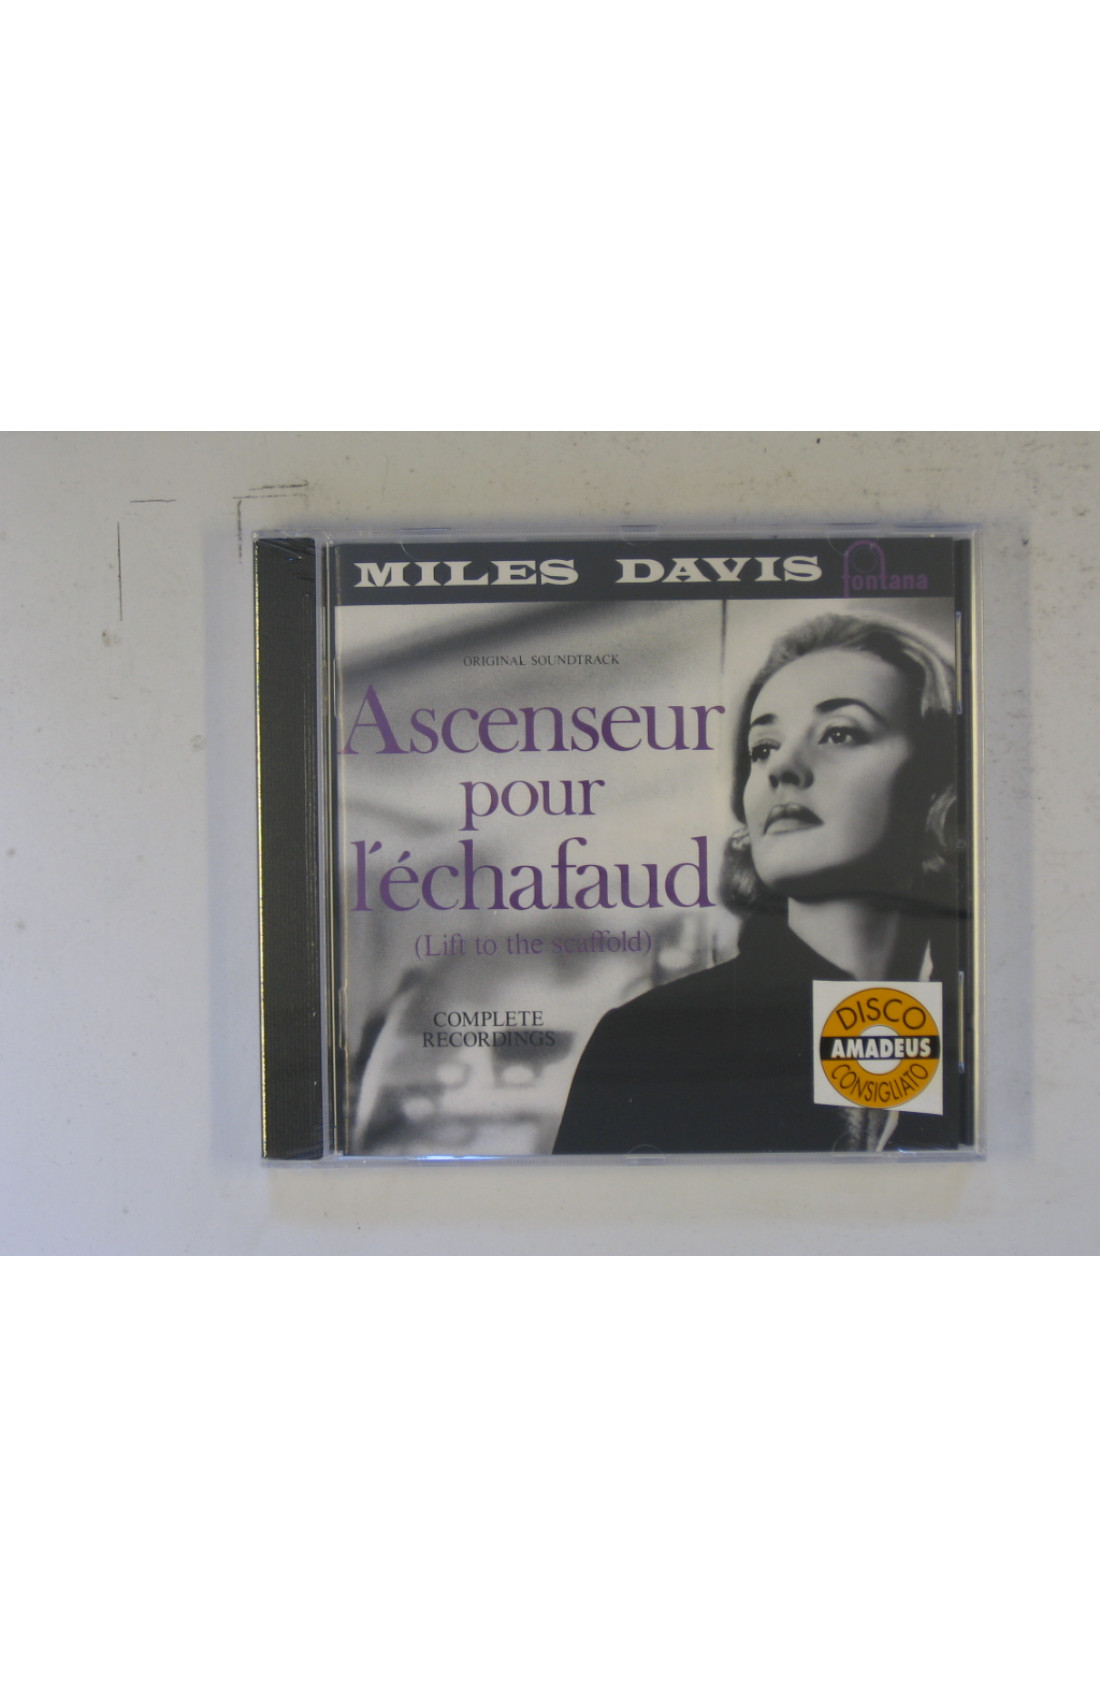 MILES DAVIS
fontana
ORIGINAL SOUNDTRACK
Ascenseur
pour
l'échafaud
(Lift to the scaffold)
COMPLETE
RECORDINGS
DISCO
AMADEUS
CONSIGLIATO